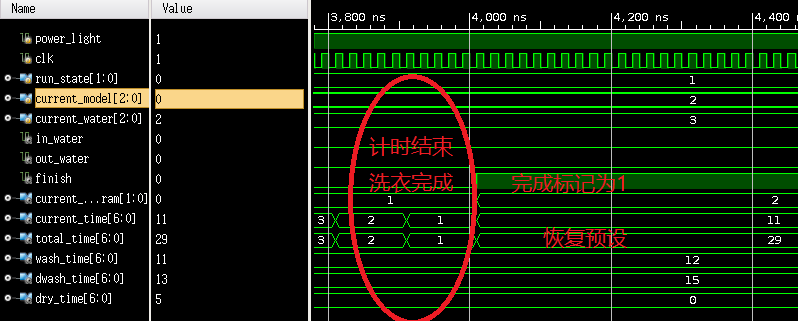 Name Value 3,800 ns 4,000 ns 4,200 ns 4,400
power_light 1
clk 1
run_state[1:0] 0 1
current_model[2:0] 0 2
current_water[2:0] 2 3
in_water 0
out_water 0 计时结束
finish 0 洗衣完成 完成标记为1
current_...ram[1:0] 0 1 2
current_time[6:0] 11 3 2 1 11
total_time[6:0] 29 3 2 1 恢复预设 29
wash_time[6:0] 11 12
dwash_time[6:0] 13 15
dry_time[6:0] 5 0